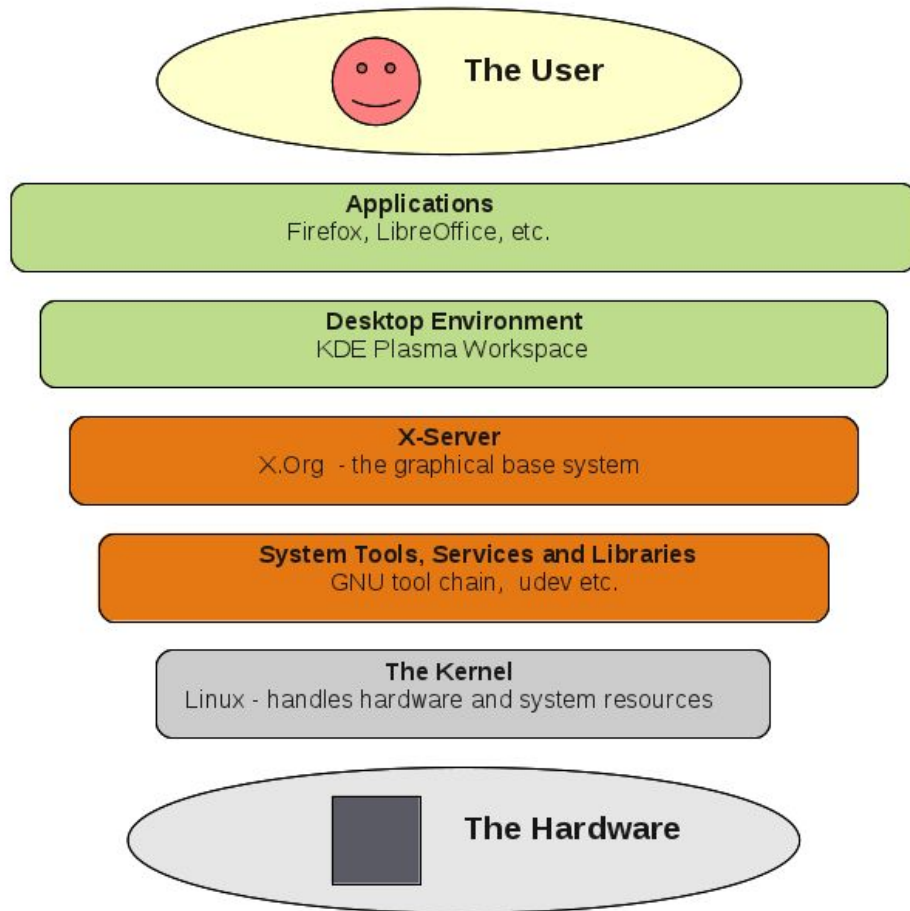 The User
Applications
Firefox, LibreOffice, etc.
Desktop Environment
KDE Plasma Workspace
X-Server
X.Org - the graphical base system
System Tools, Services and Libraries
GNU tool chain, udev etc.
The Kernel
Linux - handles hardware and system resources
The Hardware